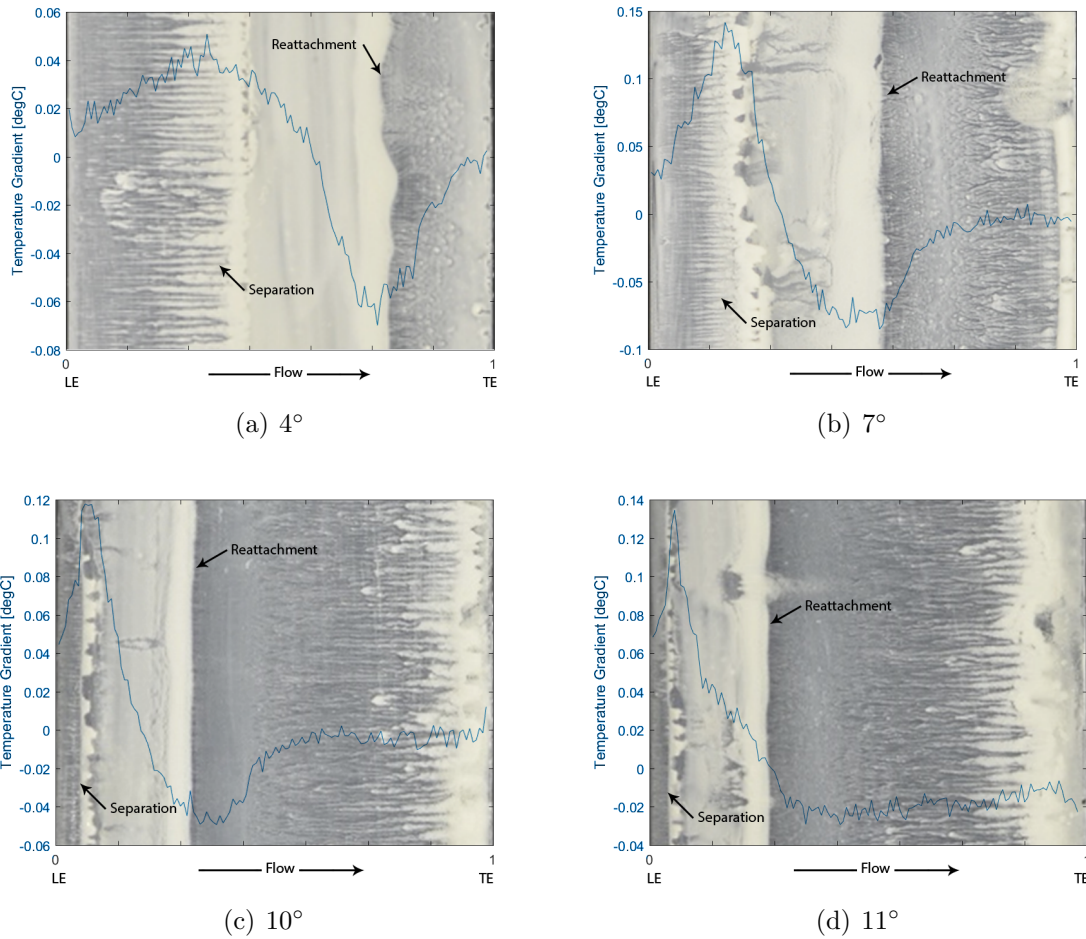 Temperature Gradient [degC]
0.06
0.04
0.02
0
-0.02
-0.04
-0.06
-0.08
Reattachment
Separation
0 1
LE Flow TE
(a) 4°
Temperature Gradient [degC]
0.15
0.1
0.05
0
-0.05
-0.1
Reattachment
Separation
0 1
LE Flow TE
(b) 7°
Temperature Gradient [degC]
0.12
0.1
0.08
0.06
0.04
0.02
0
-0.02
-0.04
-0.06
Reattachment
Separation
0 1
LE Flow TE
(c) 10°
Temperature Gradient [degC]
0.14
0.12
0.1
0.08
0.06
0.04
0.02
0
-0.02
-0.04
Reattachment
Separation
0 1
LE Flow TE
(d) 11°